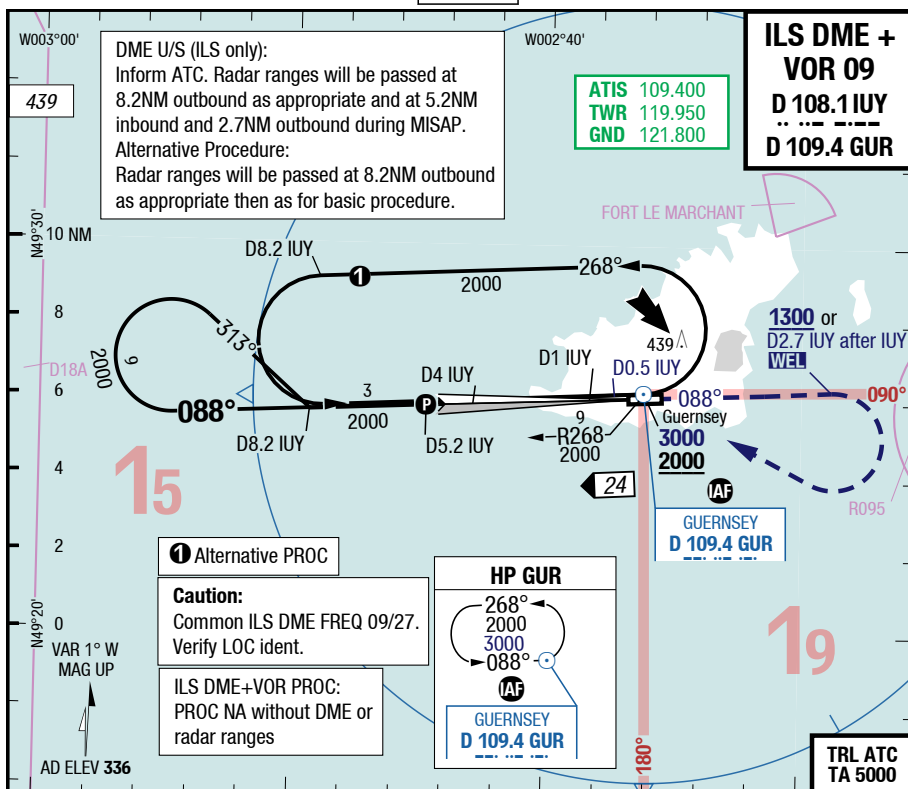 W003°00'
W002°40'
ILS DME +
VOR 09
D 108.1 IUY
D 109.4 GUR
DME U/S (ILS only):
Inform ATC. Radar ranges will be passed at
8.2NM outbound as appropriate and at 5.2NM
inbound and 2.7NM outbound during MISAP.
Alternative Procedure:
Radar ranges will be passed at 8.2NM outbound
as appropriate then as for basic procedure.
439
ATIS 109.400
TWR 119.950
GND 121.800
FORT LE MARCHANT
N49°30'
10 NM
D8.2 IUY
1
2000
268°
8
313°
9
2000
439
1300 or
D2.7 IUY after IUY
WEL
D18A
D1 IUY
D0.5 IUY
D4 IUY
6
088°
3
2000
P
088°
090°
D8.2 IUY
D5.2 IUY
9
R268
2000
Guernsey
3000
2000
4
24
IAF
R095
15
GUERNSEY
D 109.4 GUR
2
1 Alternative PROC
HP GUR
268°
2000
3000
088°
IAF
GUERNSEY
D 109.4 GUR
Caution:
Common ILS DME FREQ 09/27.
Verify LOC ident.
N49°20'
0
19
VAR 1° W
MAG UP
ILS DME+VOR PROC:
PROC NA without DME or
radar ranges
AD ELEV 336
180°
TRL ATC
TA 5000